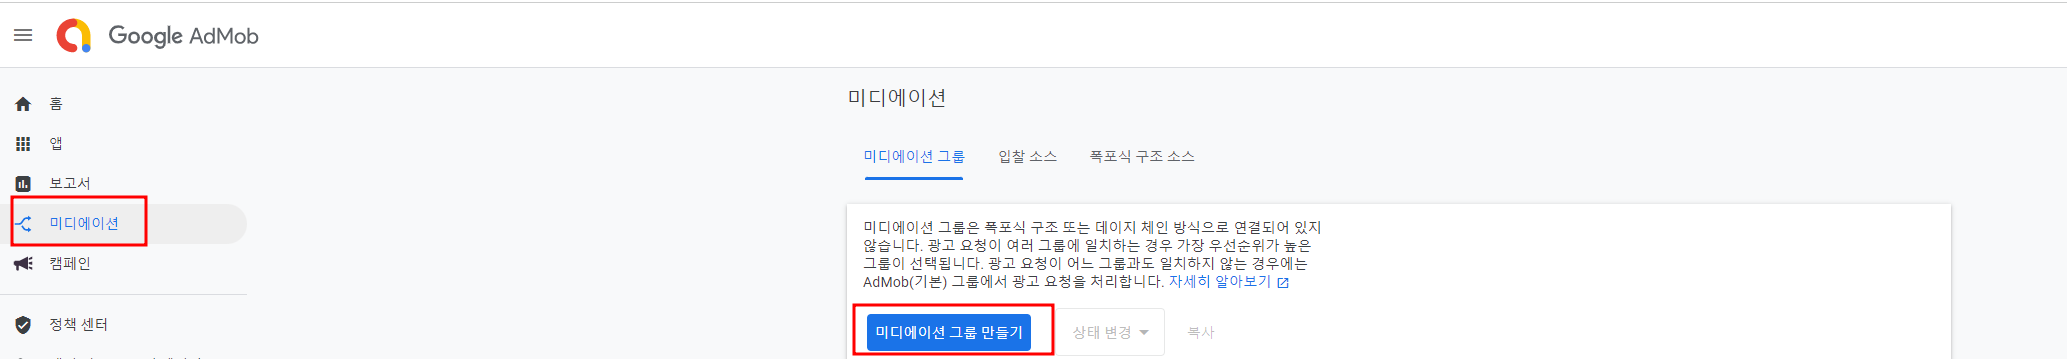 Google AdMob
홈
앱
보고서
미디에이션
캠페인
정책 센터
미디에이션
미디에이션 그룹 입찰 소스 폭포식 구조 소스
미디에이션 그룹은 폭포식 구조 또는 데이지 체인 방식으로 연결되어 있지
않습니다. 광고 요청이 여러 그룹에 일치하는 경우 가장 우선순위가 높은
그룹이 선택됩니다. 광고 요청이 어느 그룹과도 일치하지 않는 경우에는
AdMob(기본) 그룹에서 광고 요청을 처리합니다. 자세히 알아보기
미디에이션 그룹 만들기 상태 변경 복사